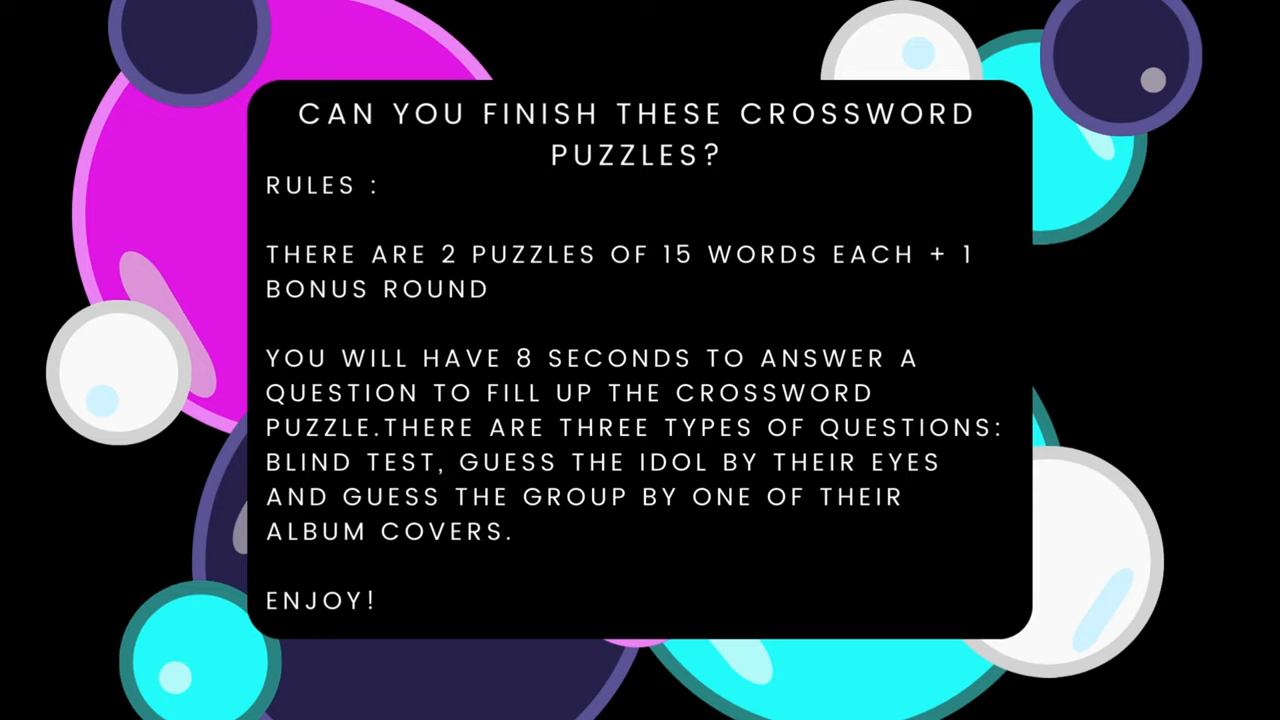 CAN YOU FINISH THESE CROSSWORD
PUZZLES?
RULES :
THERE ARE 2 PUZZLES OF 15 WORDS EACH + 1
BONUS ROUND
YOU WILL HAVE 8 SECONDS TO ANSWER A
QUESTION TO FILL UP THE CROSSWORD
PUZZLE.THERE ARE THREE TYPES OF QUESTIONS:
BLIND TEST, GUESS THE IDOL BY THEIR EYES
AND GUESS THE GROUP BY ONE OF THEIR
ALBUM COVERS.
ENJOY!